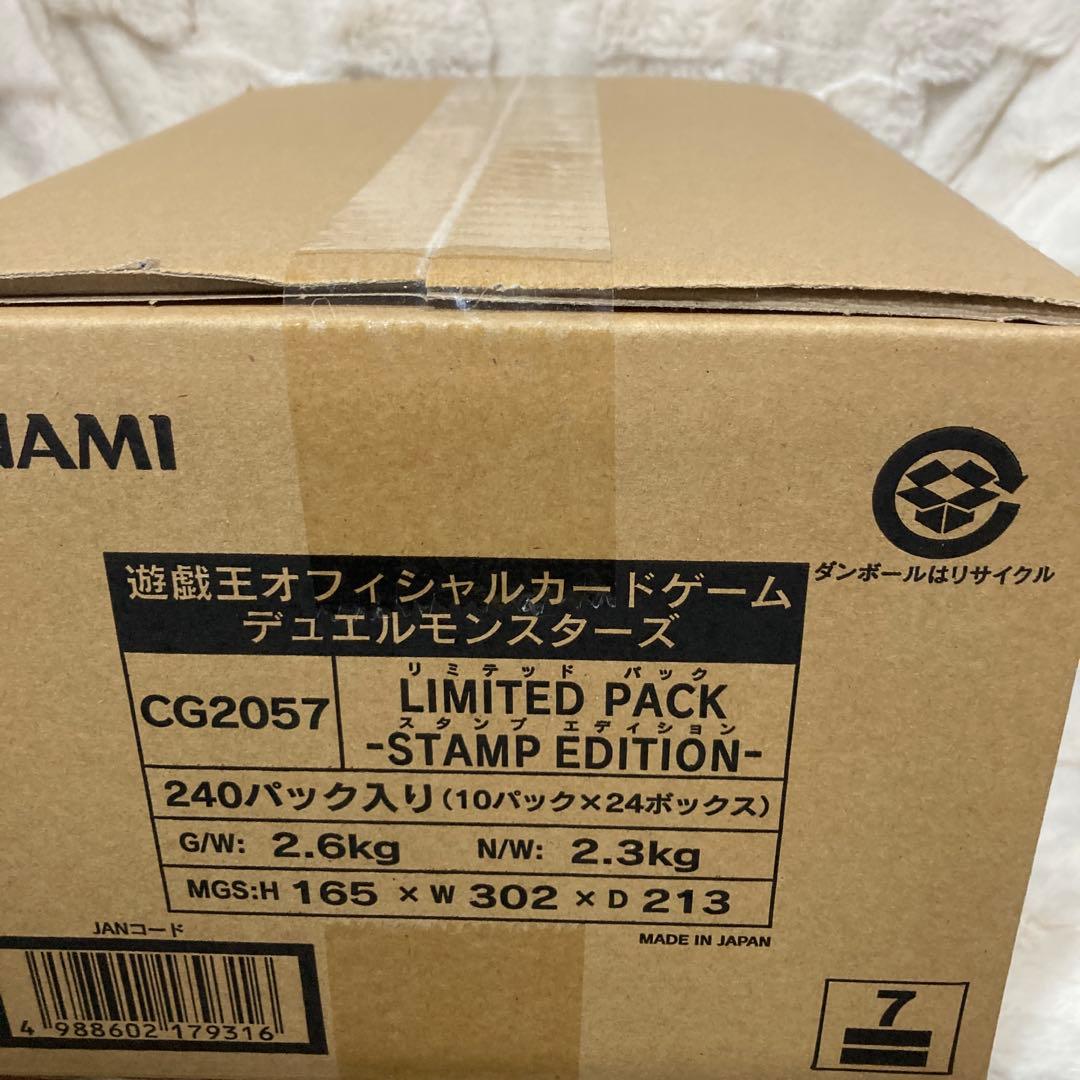 NAMI
ダンボールはリサイクル
遊戯王オフィシャルカードゲーム
デュエルモンスターズ
CG2057
リミテッド パック
LIMITED PACK
スタンプ エディション
-STAMP EDITION-
240パック入り(10パック×24ボックス)
G/W: 2.6kg N/W: 2.3kg
MGS:H 165 × W 302 × D 213
MADE IN JAPAN
JANコード
4 988602 179316
7